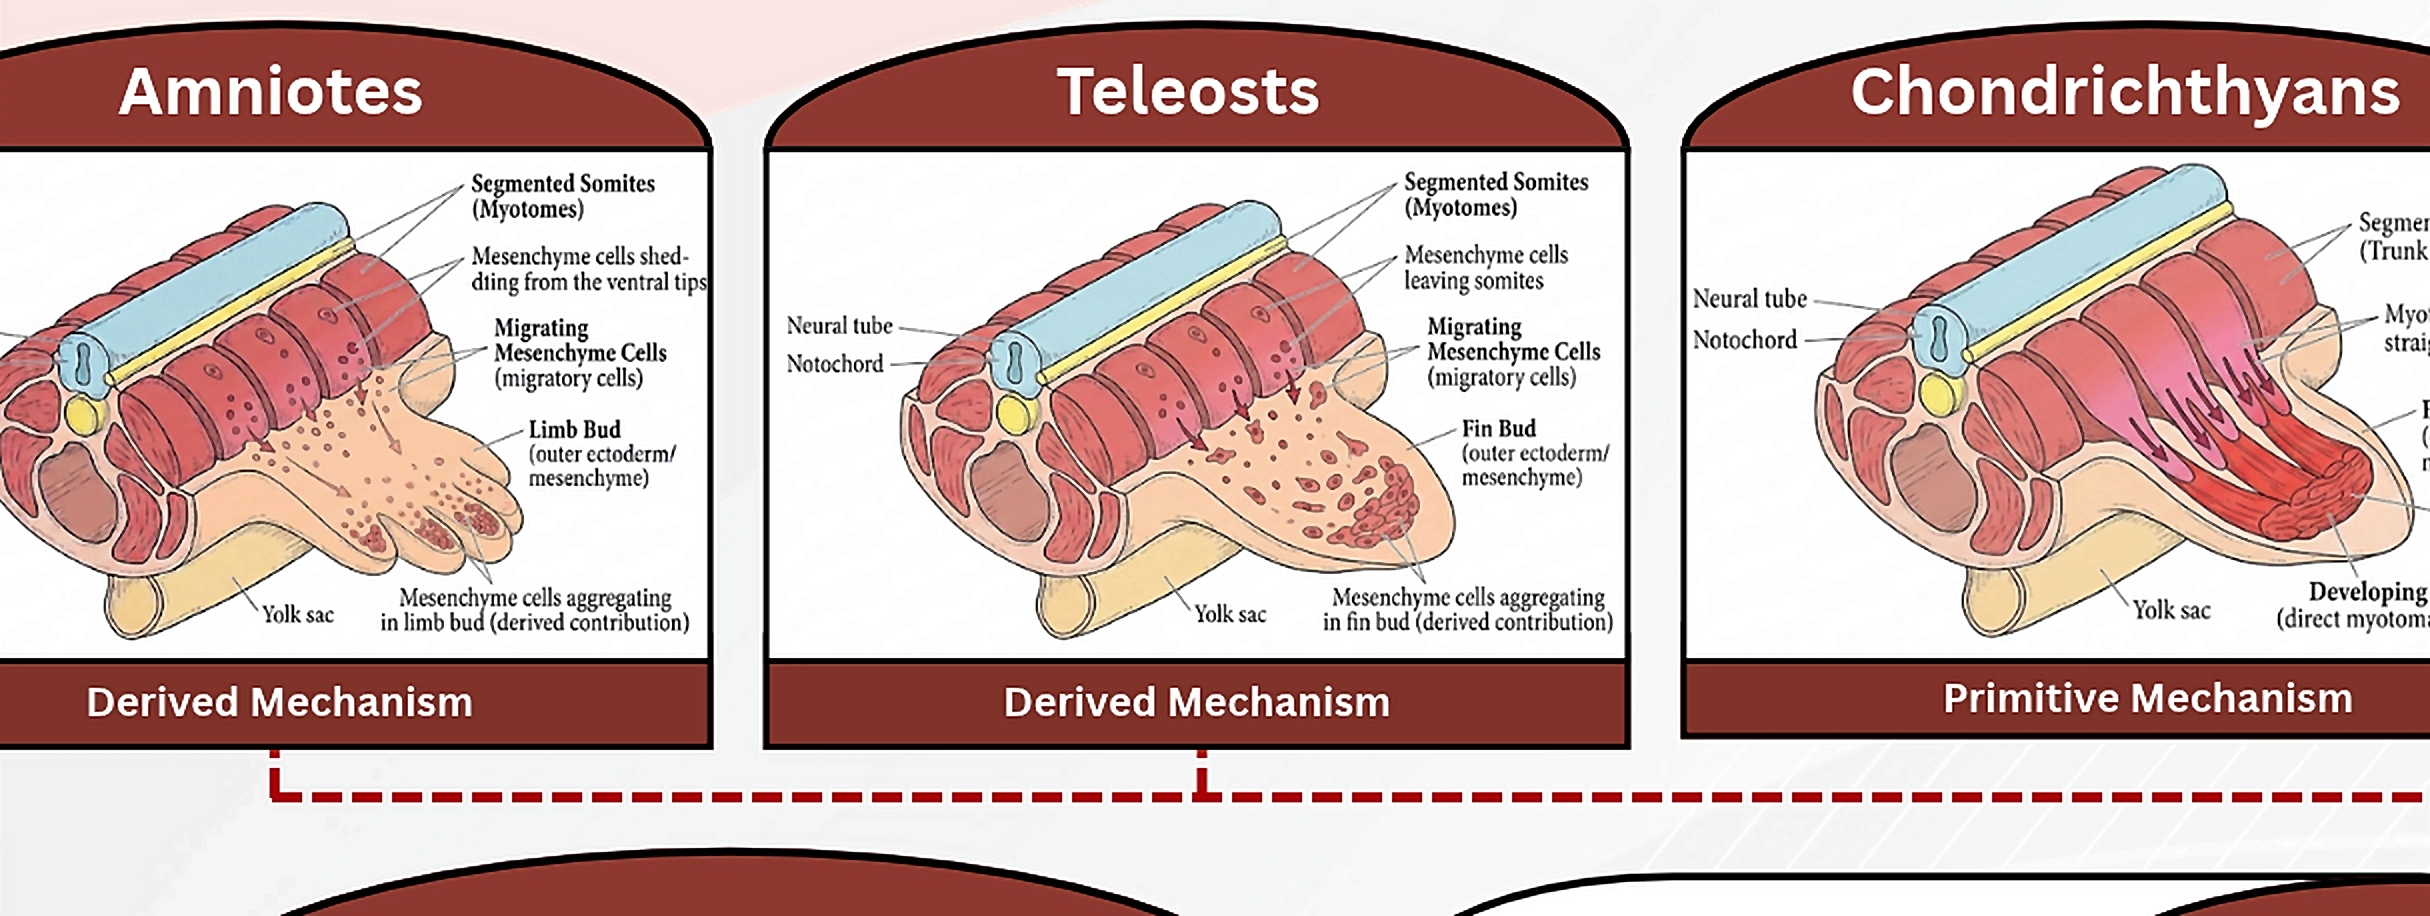 Amniotes
Segmented Somites
(Myotomes)
Mesenchyme cells shed-
dling from the ventral tips
Migrating
Mesenchyme Cells
(migratory cells)
Limb Bud
(outer ectoderm/
mesenchyme)
Mesenchyme cells aggregating
in limb bud (derived contribution)
Yolk sac
Derived Mechanism
Teleosts
Segmented Somites
(Myotomes)
Mesenchyme cells
leaving somites
Neural tube
Notochord
Migrating
Mesenchyme Cells
(migratory cells)
Fin Bud
(outer ectoderm/
mesenchyme)
Mesenchyme cells aggregating
in fin bud (derived contribution)
Yolk sac
Derived Mechanism
Chondrichthyans
(Trunk
Neural tube
Notochord
Yolk sac
Developing
(direct
Primitive Mechanism